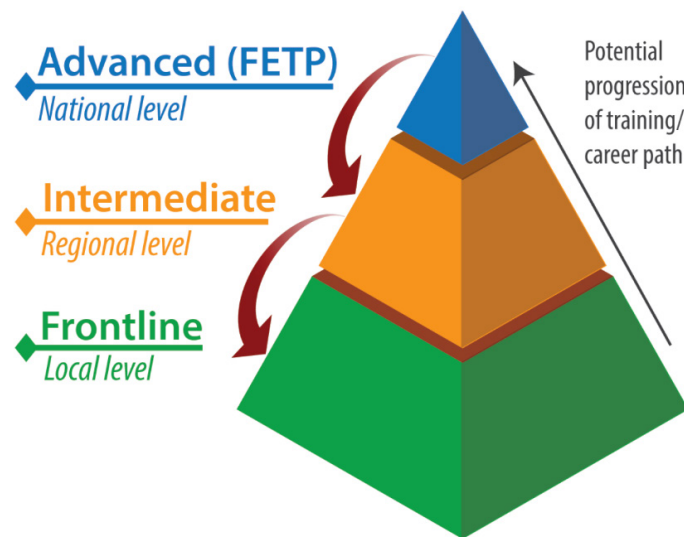 Advanced (FETP)
National level
Intermediate
Regional level
Frontline
Local level
Potential
progression
of training/
career path